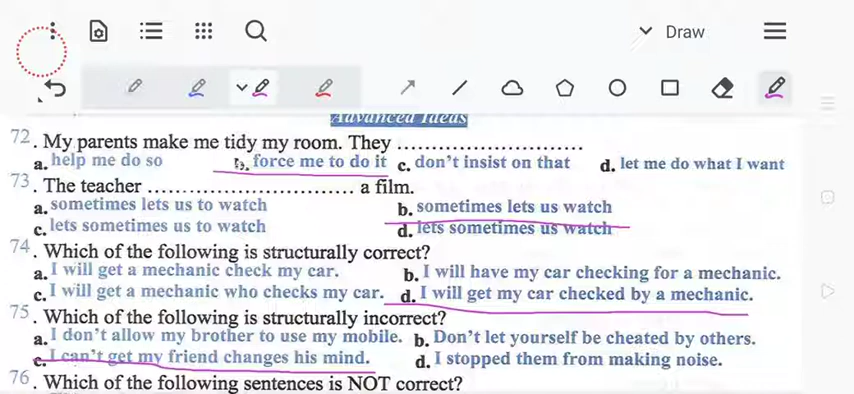 Draw
Advanced Ideas
72. My parents make me tidy my room. They ...............................
a. help me do so b. force me to do it c. don't insist on that d. let me do what I want
73. The teacher ................................... a film.
a. sometimes lets us to watch b. sometimes lets us watch
c. lets sometimes us to watch d. lets sometimes us watch
74. Which of the following is structurally correct?
a. I will get a mechanic check my car. b. I will have my car checking for a mechanic.
c. I will get a mechanic who checks my car. d. I will get my car checked by a mechanic.
75. Which of the following is structurally incorrect?
a. I don't allow my brother to use my mobile. b. Don't let yourself be cheated by others.
c. I can't get my friend changes his mind. d. I stopped them from making noise.
76. Which of the following sentences is NOT correct?